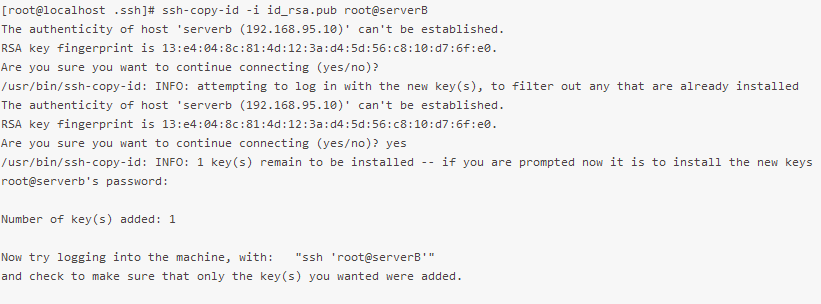 [root@localhost .ssh]# ssh-copy-id -i id_rsa.pub root@serverB
The authenticity of host 'serverb (192.168.95.10)' can't be established.
RSA key fingerprint is 13:e4:04:8c:81:4d:12:3a:d4:5d:56:c8:10:d7:6f:e0.
Are you sure you want to continue connecting (yes/no)?
/usr/bin/ssh-copy-id: INFO: attempting to log in with the new key(s), to filter out any that are already installed
The authenticity of host 'serverb (192.168.95.10)' can't be established.
RSA key fingerprint is 13:e4:04:8c:81:4d:12:3a:d4:5d:56:c8:10:d7:6f:e0.
Are you sure you want to continue connecting (yes/no)? yes
/usr/bin/ssh-copy-id: INFO: 1 key(s) remain to be installed -- if you are prompted now it is to install the new keys
root@serverb's password:
Number of key(s) added: 1
Now try logging into the machine, with:   "ssh 'root@serverB'"
and check to make sure that only the key(s) you wanted were added.